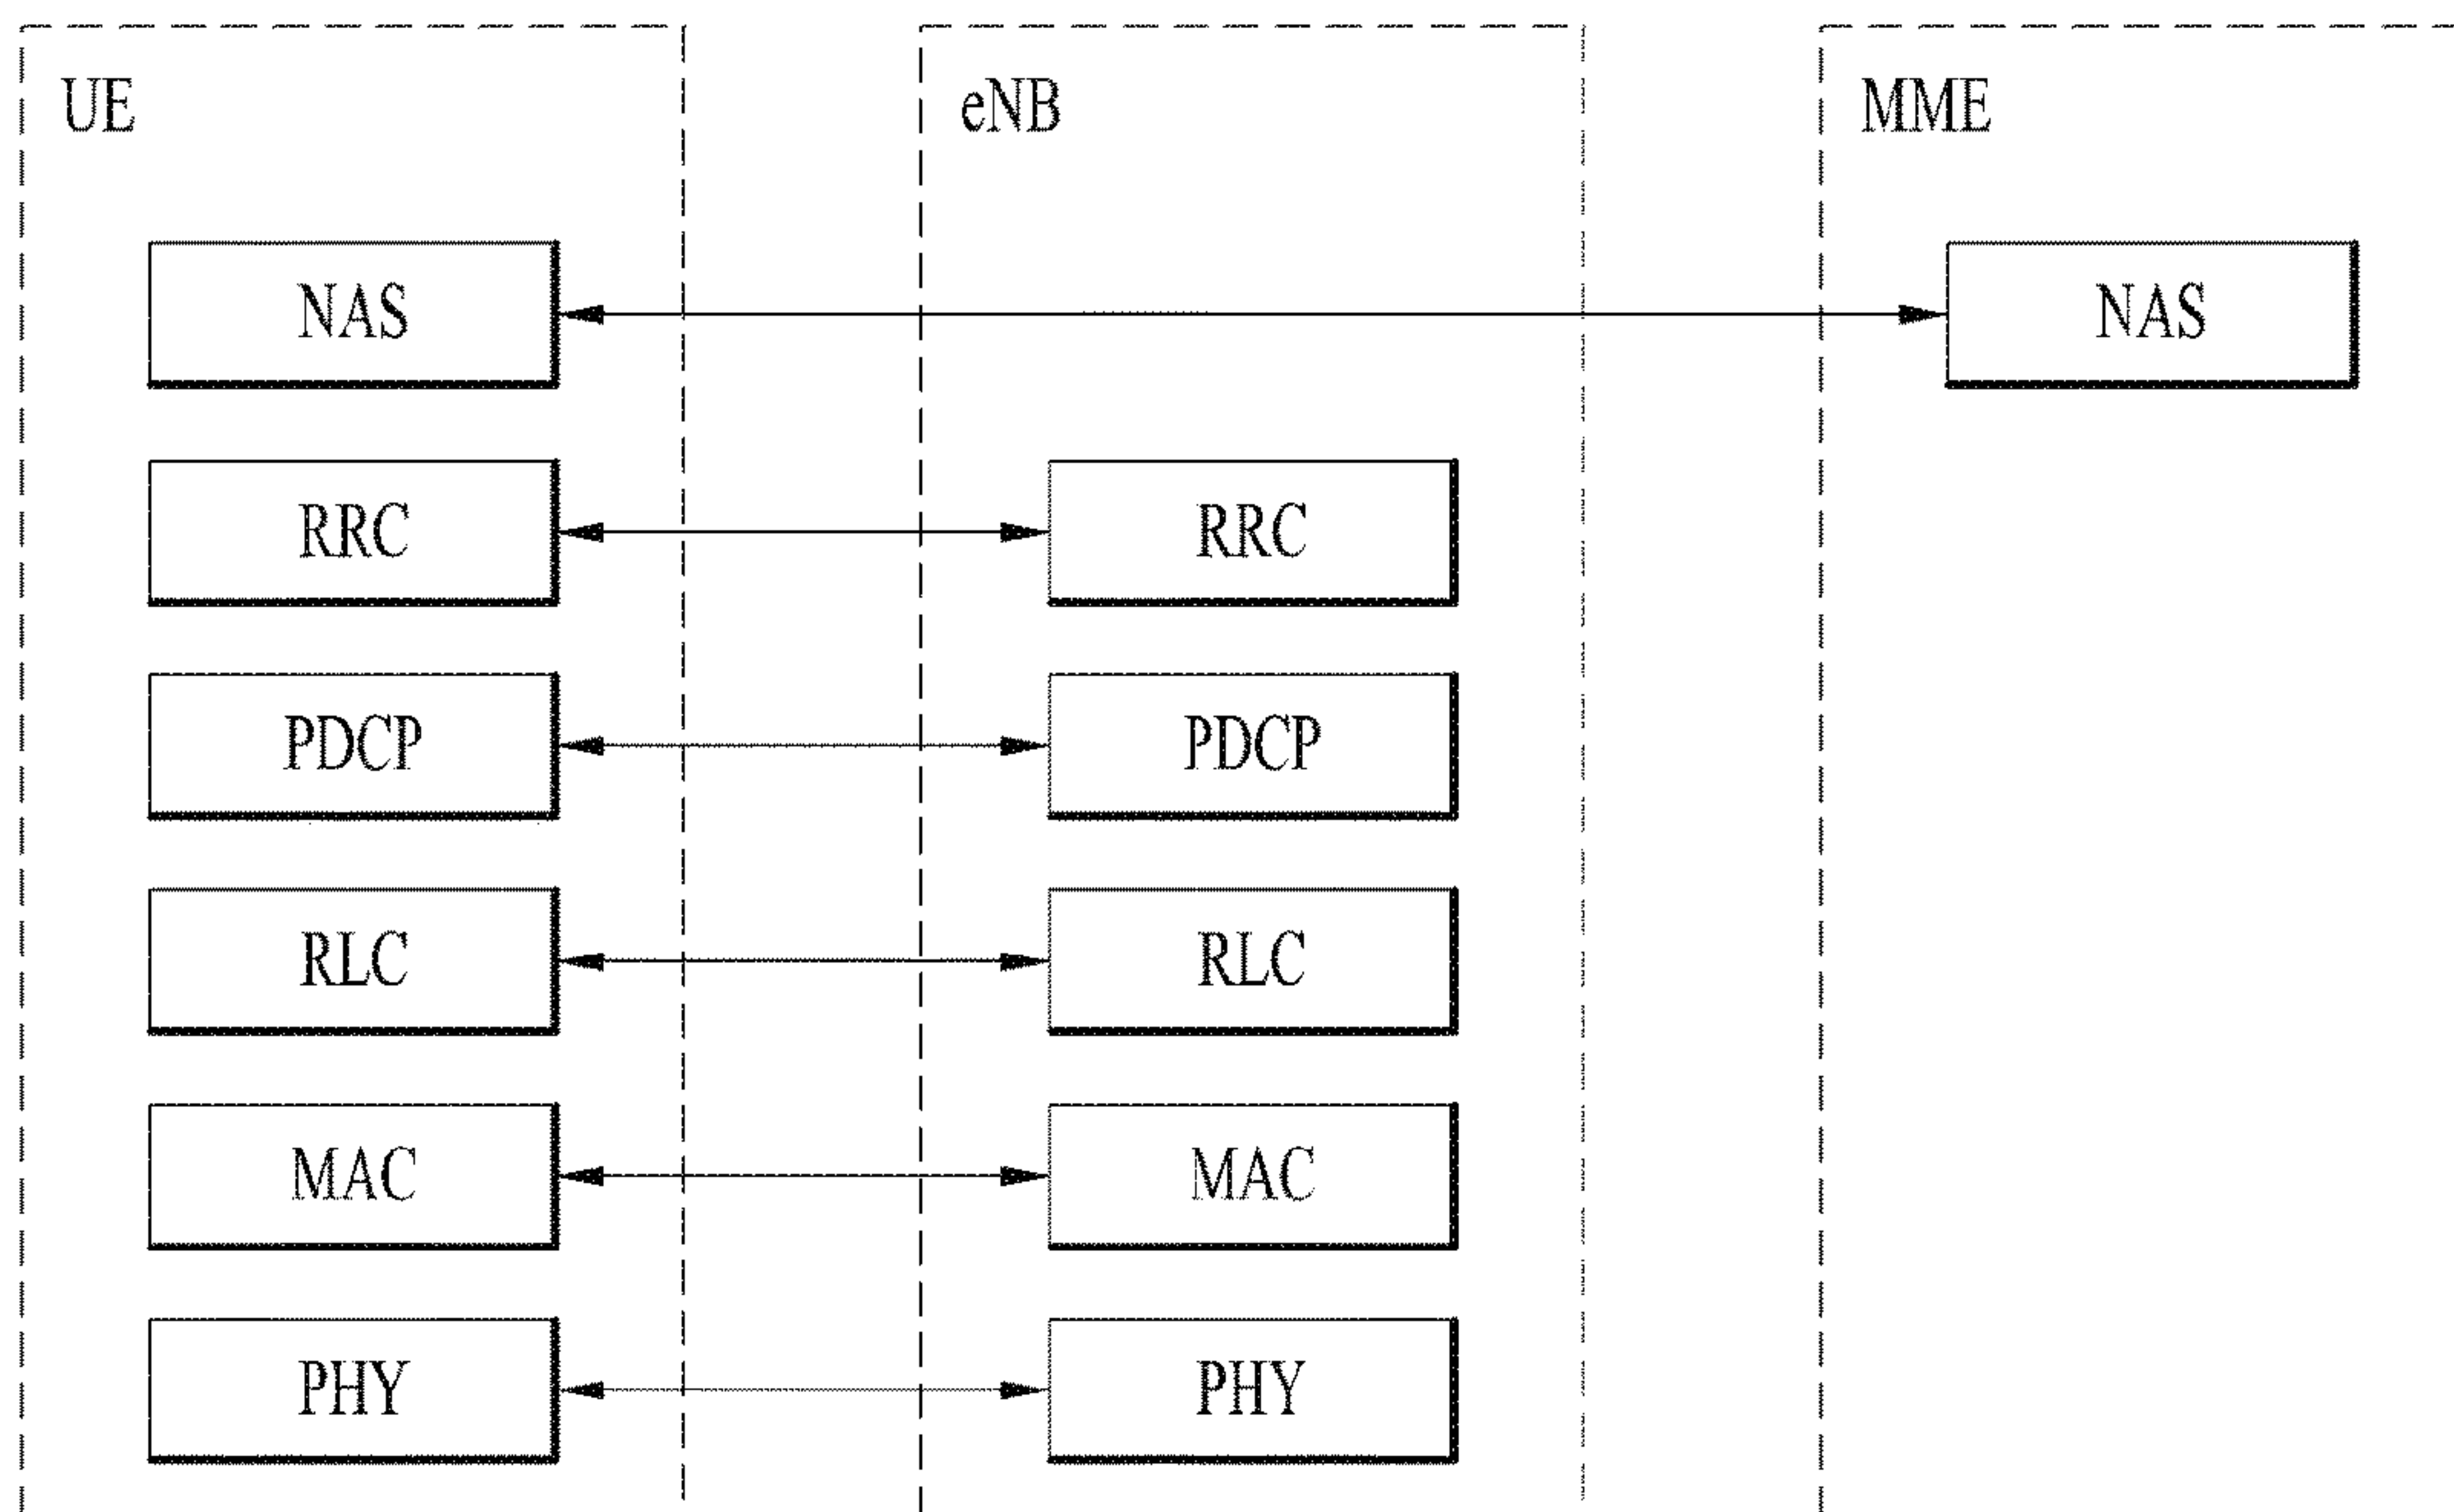 UE eNB MME
NAS NAS
RRC RRC
PDCP PDCP
RLC RLC
MAC MAC
PHY PHY